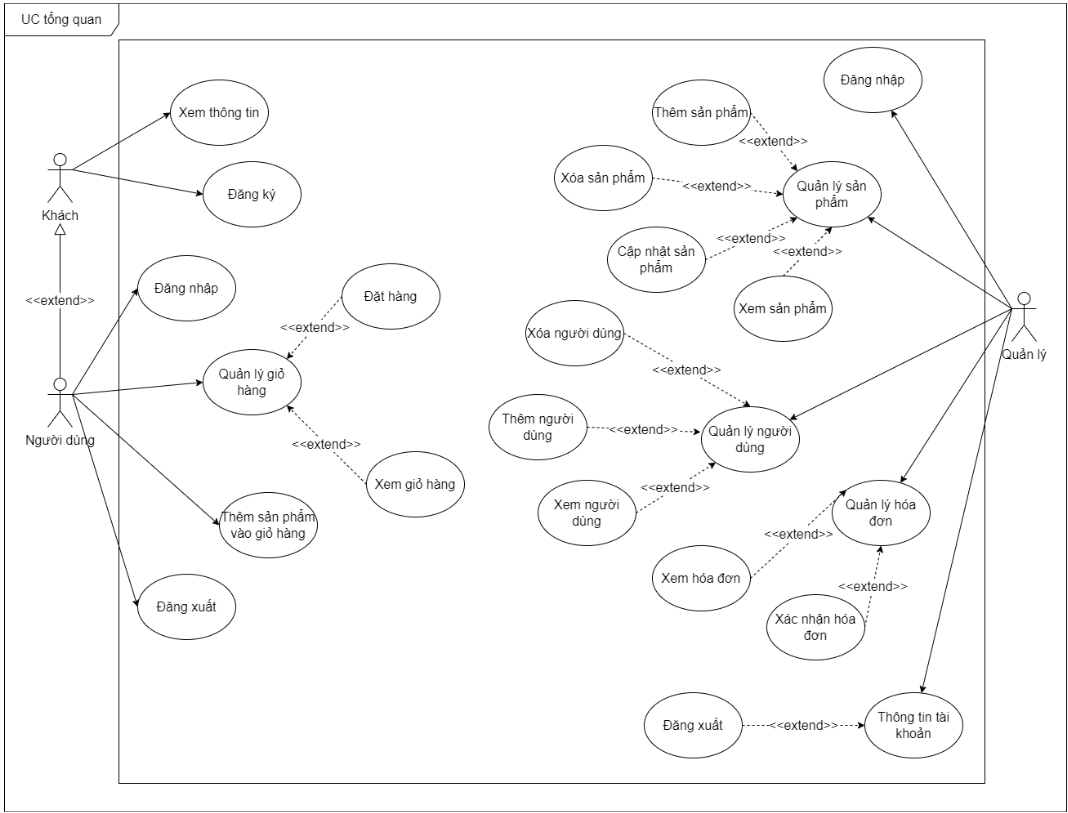 UC tổng quan
Xem thông tin
Đăng ký
Khách
<<extend>>
Đăng nhập
Đặt hàng
<<extend>>
Quản lý giỏ
hàng
<<extend>>
Người dùng
Xem giỏ hàng
Thêm sản phẩm
vào giỏ hàng
Đăng xuất
Đăng nhập
Thêm sản phẩm
<<extend>>
Xóa sản phẩm
<<extend>>
Quản lý sản
phẩm
<<extend>>
Cập nhật sản
phẩm
<<extend>>
Xem sản phẩm
Quản lý
Xóa người dùng
<<extend>>
Thêm người
dùng
<<extend>>
Quản lý người
dùng
<<extend>>
Xem người
dùng
Quản lý hóa
đơn
<<extend>>
Xem hóa đơn
<<extend>>
Xác nhận hóa
đơn
Đăng xuất
<<extend>>
Thông tin tài
khoản